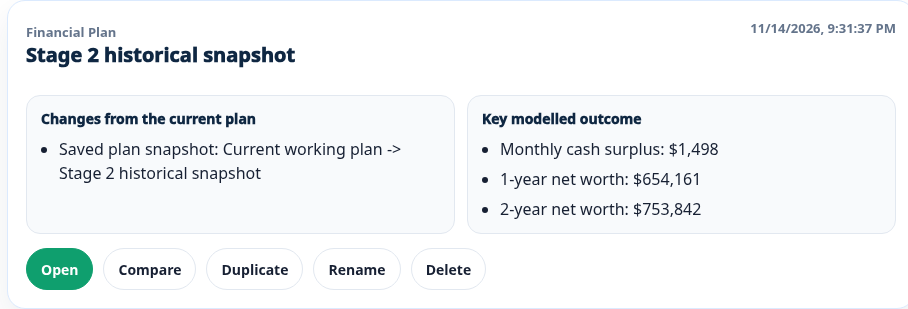 Financial Plan
11/14/2026, 9:31:37 PM
Stage 2 historical snapshot
Changes from the current plan
• Saved plan snapshot: Current working plan ->
Stage 2 historical snapshot
Key modelled outcome
• Monthly cash surplus: $1,498
• 1-year net worth: $654,161
• 2-year net worth: $753,842
Open
Compare
Duplicate
Rename
Delete